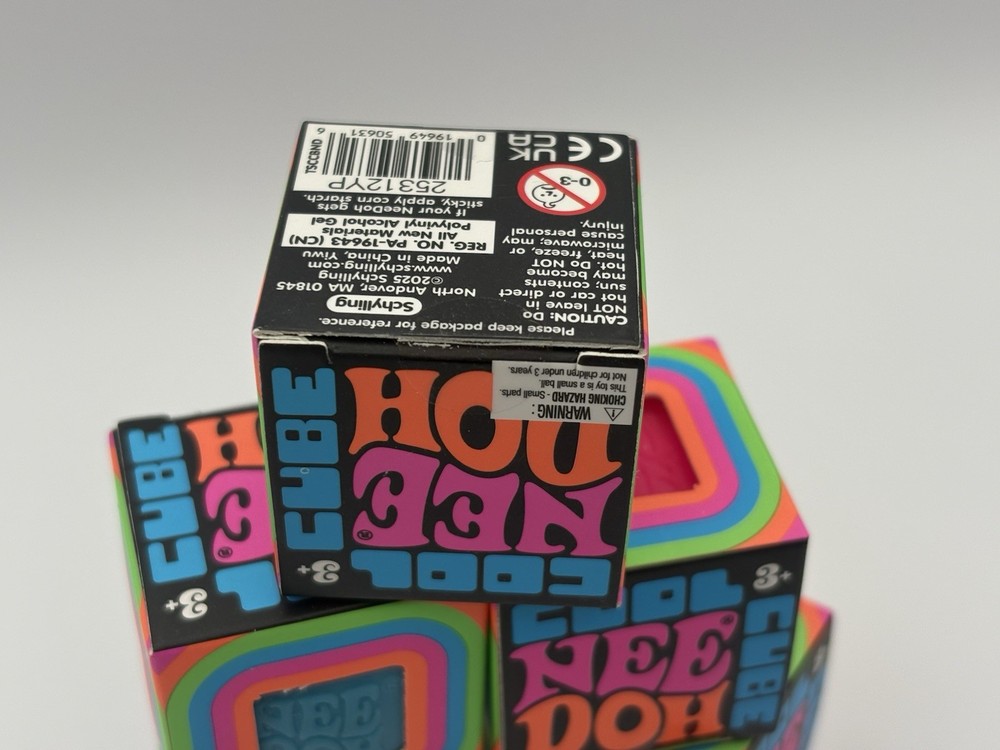 Please keep package for reference.
CAUTION: Do
NOT leave in
hot car or direct
sun; contents
may become
hot. Do NOT
heat, freeze, or
microwave; may
cause personal
injury.
Schylling
North Andover, MA 01845
©2025 Schylling
www.schylling.com
Made in China, Yiwu
REG. NO. PA-19643 (CN)
All New Materials
Polyvinyl Alcohol Gel
If your NeeDoh gets
sticky, apply corn starch.
25312YP
0 19649 50631 6
TSCCBND
0-3
UK
CA
CE
COOL
NEE®
DOH
CUBE
3+
WARNING:
CHOKING HAZARD - Small parts.
This toy is a small ball.
Not for children under 3 years.
CUBE
3+
COOL
NEE®
DOH
CUBE
3+
NEE
DOH